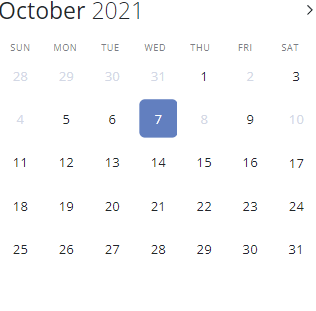 October 2021
SUN MON TUE WED THU FRI SAT
28 29 30 31 1 2 3
4 5 6 7 8 9 10
11 12 13 14 15 16 17
18 19 20 21 22 23 24
25 26 27 28 29 30 31